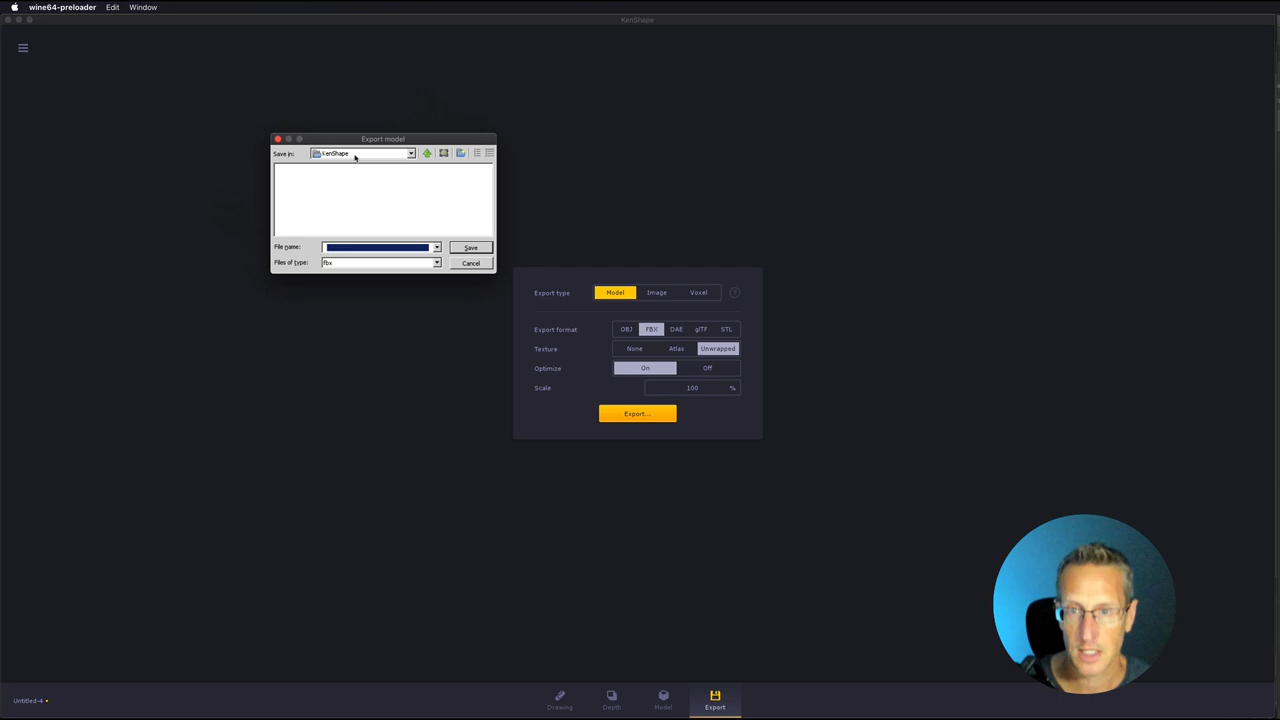 wine64-preloader Edit Window
KenShape
Export model
Save in: KenShape
File name: Save
Files of type: fbx Cancel
Export type Model Image Voxel ?
Export format OBJ FBX DAE glTF STL
Texture None Atlas Unwrapped
Optimize On Off
Scale 100 %
Export...
Untitled-4
Drawing Depth Model Export